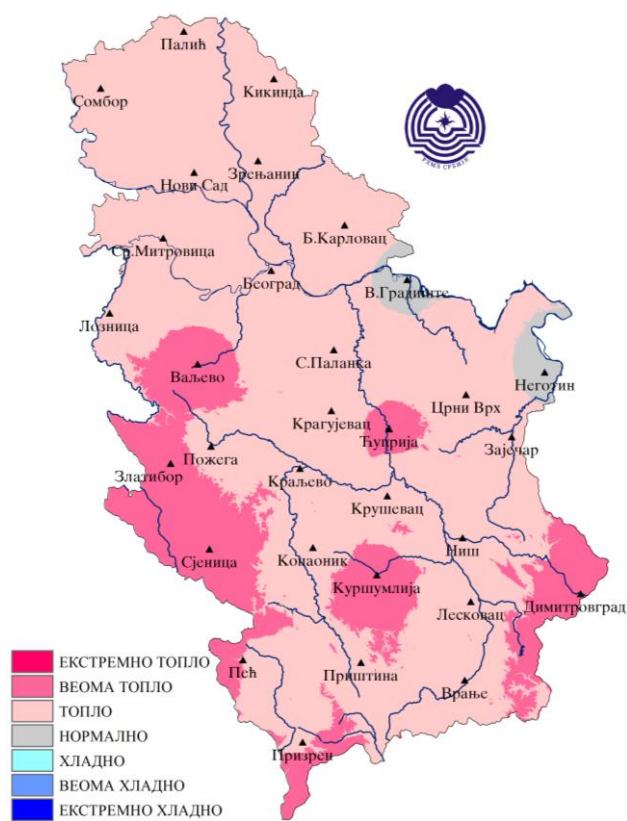 Палић
Сомбор
Кикинда
РХМЗ СРБИЈЕ
Зрењанин
Нови Сад
Б.Карловац
Ср.Митровица
Београд
В.Градиште
Лозница
Ваљево
С.Паланка
Неготин
Црни Врх
Крагујевац
Ћуприја
Зајечар
Пожега
Златибор
Краљево
Крушевац
Ниш
Сјеница
Копаоник
Куршумлија
Димитровград
Лесковац
Пећ
Приштина
Врање
Призрен
ЕКСТРЕМНО ТОПЛО
ВЕОМА ТОПЛО
ТОПЛО
НОРМАЛНО
ХЛАДНО
ВЕОМА ХЛАДНО
ЕКСТРЕМНО ХЛАДНО